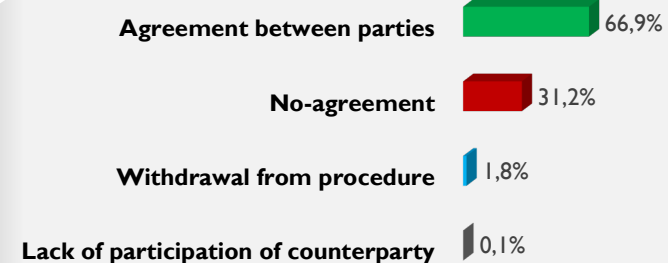 Agreement between parties 66,9%
No-agreement 31,2%
Withdrawal from procedure 1,8%
Lack of participation of counterparty 0,1%